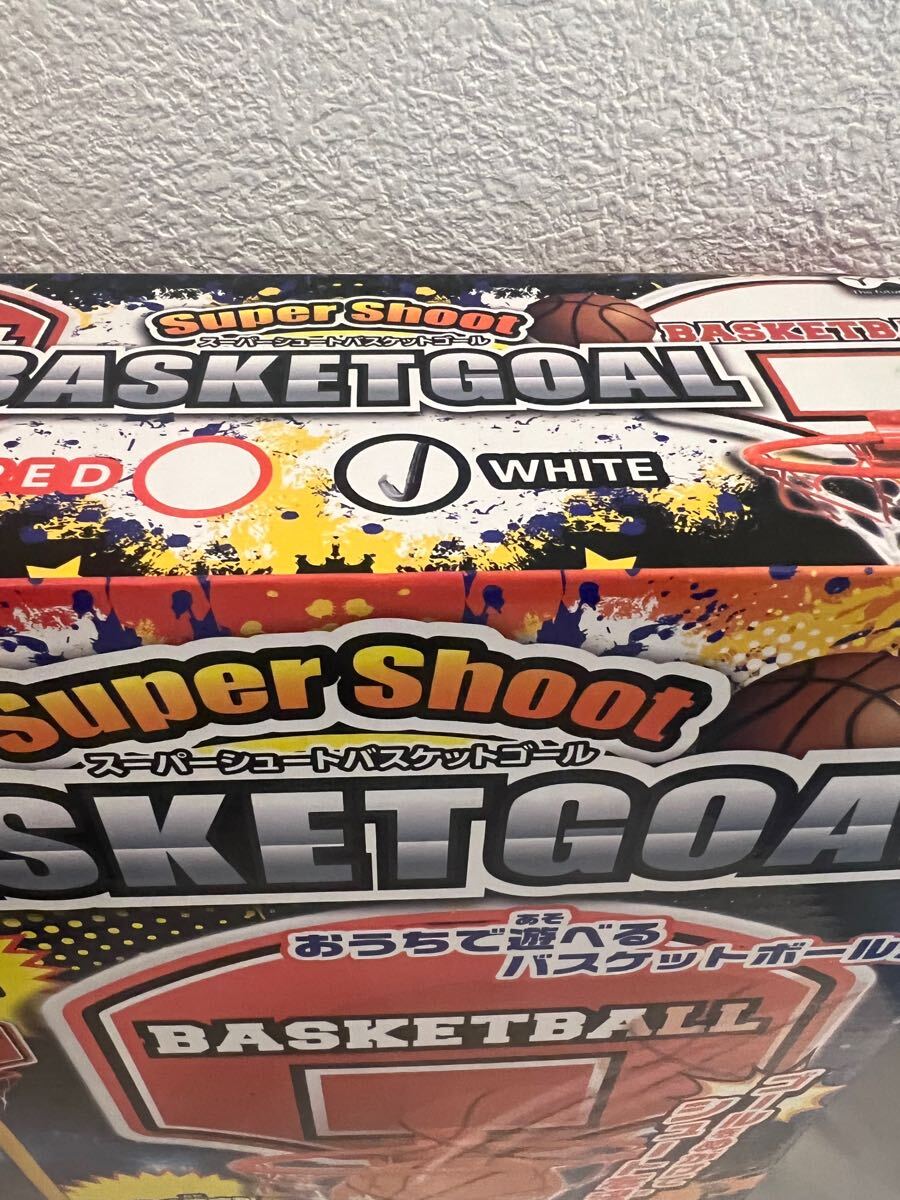 Super Shoot
スーパーシュートバスケットゴール
BASKETGOAL
BASKETB
RED
WHITE
Super Shoot
スーパーシュートバスケットゴール
SKETGOA
おうちで遊べる
あそ
バスケットボール
BASKETBALL